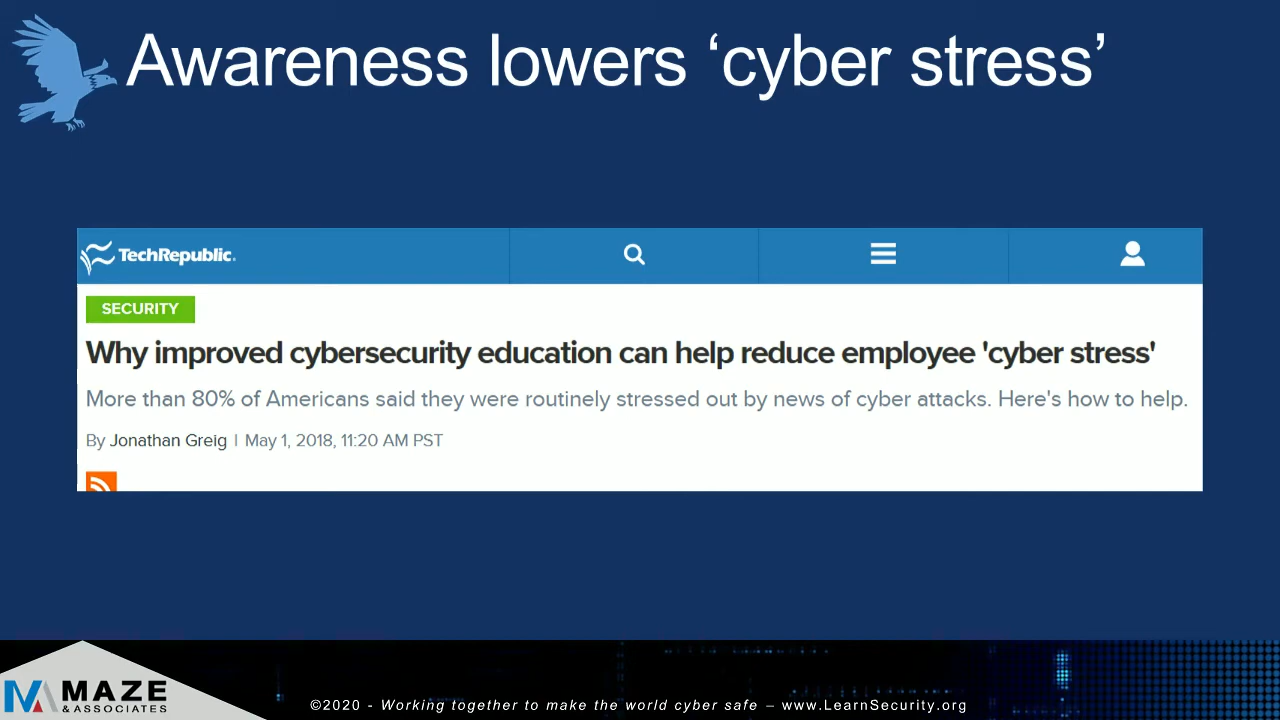 Awareness lowers ‘cyber stress’
TechRepublic.
SECURITY
Why improved cybersecurity education can help reduce employee 'cyber stress'
More than 80% of Americans said they were routinely stressed out by news of cyber attacks. Here's how to help.
By Jonathan Greig | May 1, 2018, 11:20 AM PST
MAZE
& ASSOCIATES
©2020 - Working together to make the world cyber safe – www.LearnSecurity.org